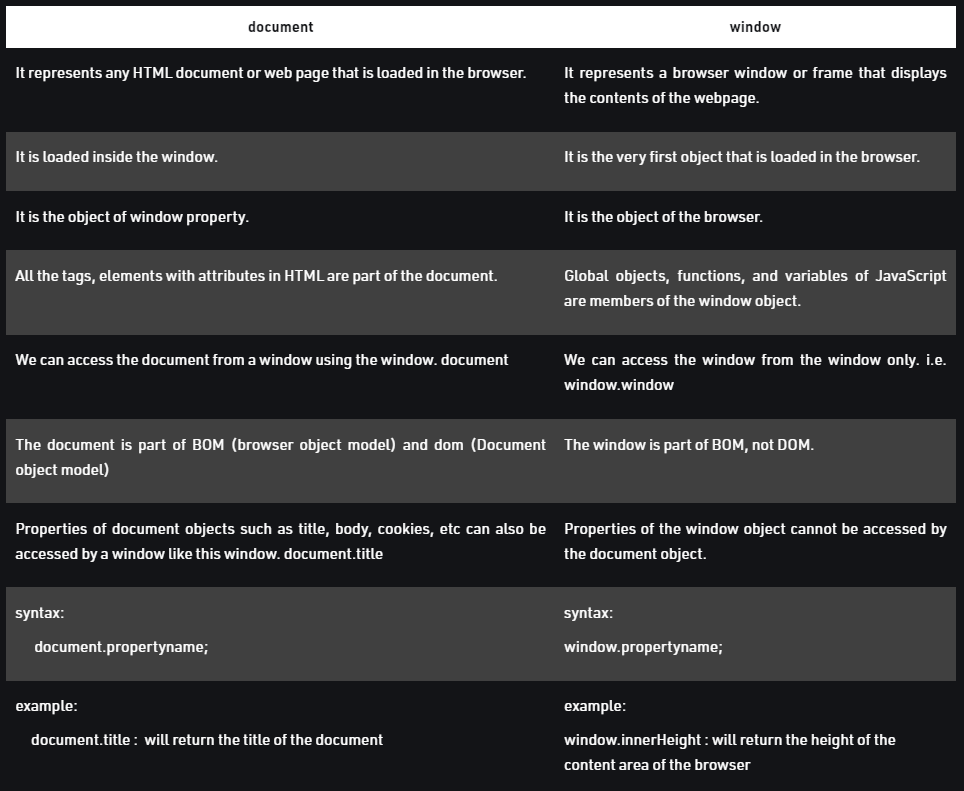 document
window
It represents any HTML document or web page that is loaded in the browser.
It represents a browser window or frame that displays
the contents of the webpage.
It is loaded inside the window.
It is the very first object that is loaded in the browser.
It is the object of window property.
It is the object of the browser.
All the tags, elements with attributes in HTML are part of the document.
Global objects, functions, and variables of JavaScript
are members of the window object.
We can access the document from a window using the window. document
We can access the window from the window only. i.e.
window.window
The document is part of BOM (browser object model) and dom (Document
object model)
The window is part of BOM, not DOM.
Properties of document objects such as title, body, cookies, etc can also be
accessed by a window like this window. document.title
Properties of the window object cannot be accessed by
the document object.
syntax:
document.propertyname;
syntax:
window.propertyname;
example:
document.title :  will return the title of the document
example:
window.innerHeight : will return the height of the
content area of the browser